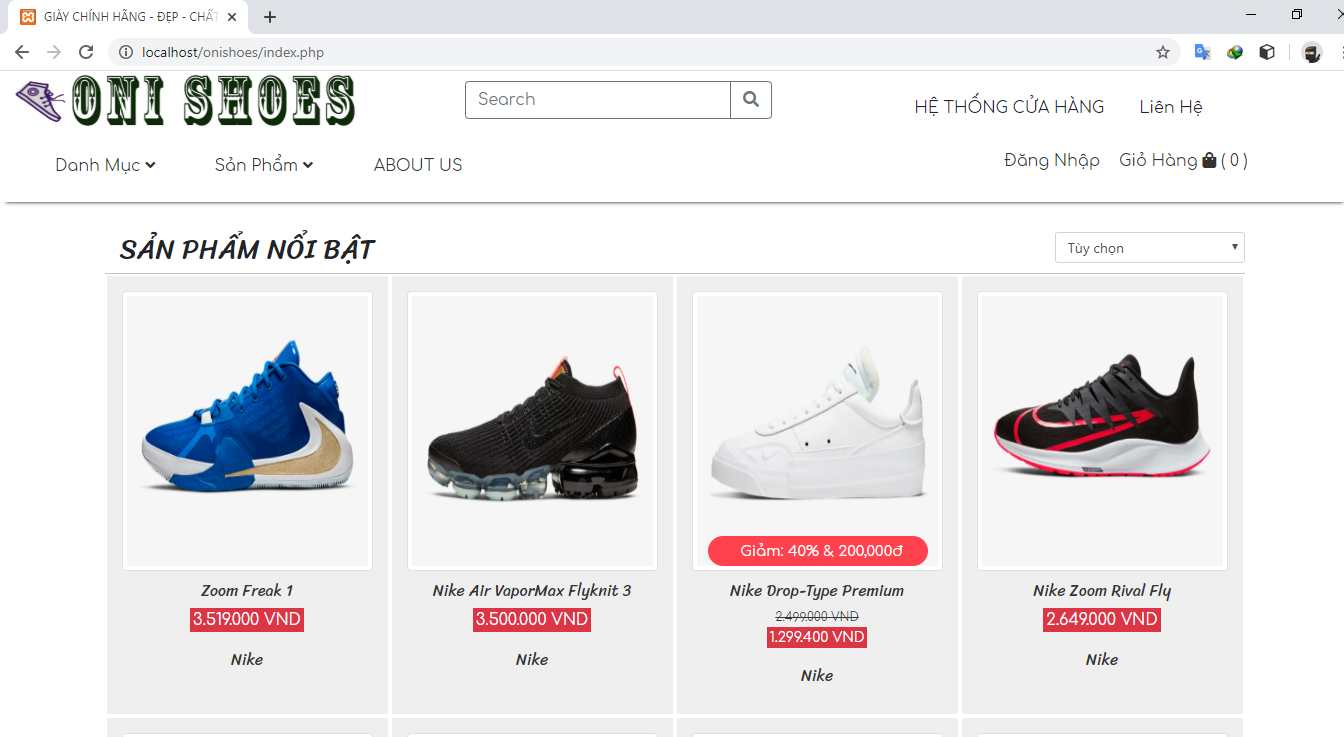 GIÀY CHÍNH HÃNG - ĐẸP - CHẤT
localhost/onishoes/index.php
ONI SHOES
Search
HỆ THỐNG CỬA HÀNG Liên Hệ
Danh Mục Sản Phẩm ABOUT US
Đăng Nhập Giỏ Hàng ( 0 )
SẢN PHẨM NỔI BẬT
Tùy chọn
Giảm: 40% & 200,000đ
Zoom Freak 1
3.519.000 VND
Nike
Nike Air VaporMax Flyknit 3
3.500.000 VND
Nike
Nike Drop-Type Premium
2.499.000 VND
1.299.400 VND
Nike
Nike Zoom Rival Fly
2.649.000 VND
Nike